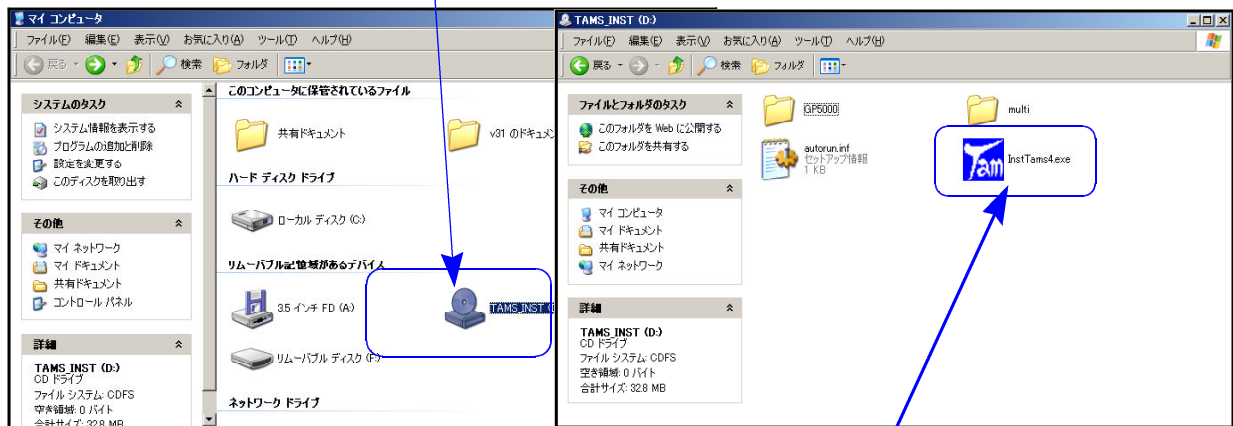 マイ コンピュータ
ファイル(F) 編集(E) 表示(V) お気に入り(A) ツール(T) ヘルプ(H)
戻る 検索 フォルダ
システムのタスク
システム情報を表示する
プログラムの追加と削除
設定を変更する
このディスクを取り出す
その他
マイ ネットワーク
マイ ドキュメント
共有ドキュメント
コントロール パネル
詳細
TAMS_INST (D:)
CD ドライブ
ファイル システム: CDFS
空き領域: 0 バイト
合計サイズ: 32.8 MB
このコンピュータに保管されているファイル
共有ドキュメント
v31 のドキュメ
ハード ディスク ドライブ
ローカル ディスク (C:)
リムーバブル記憶域があるデバイス
3.5 インチ FD (A:)
TAMS_INST (D
リムーバブル ディスク (F:)
ネットワーク ドライブ
TAMS_INST (D:)
ファイル(F) 編集(E) 表示(V) お気に入り(A) ツール(T) ヘルプ(H)
戻る 検索 フォルダ
ファイルとフォルダのタスク
このフォルダを Web に公開する
このフォルダを共有する
その他
マイ コンピュータ
マイ ドキュメント
共有ドキュメント
マイ ネットワーク
詳細
TAMS_INST (D:)
CD ドライブ
ファイル システム: CDFS
空き領域: 0 バイト
合計サイズ: 32.8 MB
GP5000
multi
autorun.inf
セットアップ情報
1 KB
Tam
InstTams4.exe